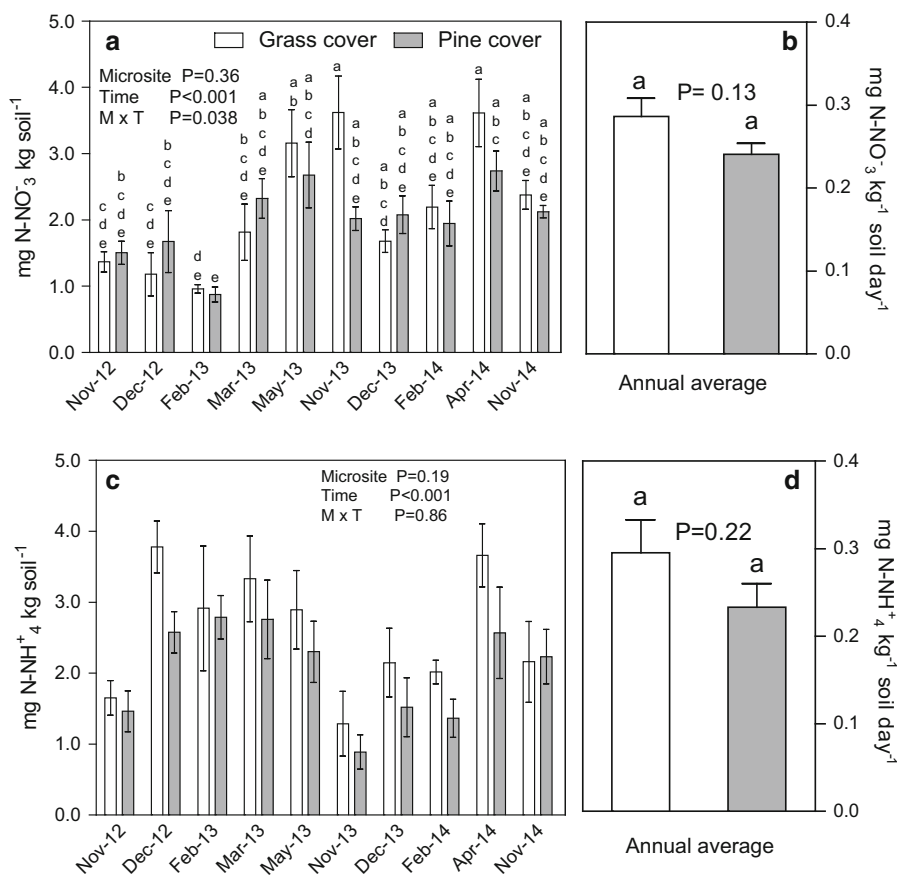 a
Grass cover
Pine cover
Microsite P=0.36
Time P<0.001
M x T P=0.038
5.0
4.0
3.0
2.0
1.0
0.0
mg N-NO⁻₃ kg soil⁻¹
c d e
b c d e
c d e
b c d e
d e
e
b c d e
a b c d e
a b
a b c d
a
a b c d e
a b c d
a b c d e
a b c d e
a b c d e
a
a b c
a b c d e
a b c d e
Nov-12
Dec-12
Feb-13
Mar-13
May-13
Nov-13
Dec-13
Feb-14
Apr-14
Nov-14
b
a
P= 0.13
a
0.4
0.3
0.2
0.1
0.0
mg N-NO⁻₃ kg⁻¹ soil day⁻¹
Annual average
c
Microsite P=0.19
Time P<0.001
M x T P=0.86
5.0
4.0
3.0
2.0
1.0
0.0
mg N-NH⁺₄ kg soil⁻¹
Nov-12
Dec-12
Feb-13
Mar-13
May-13
Nov-13
Dec-13
Feb-14
Apr-14
Nov-14
d
a
P=0.22
a
0.4
0.3
0.2
0.1
0.0
mg N-NH⁺₄ kg⁻¹ soil day⁻¹
Annual average